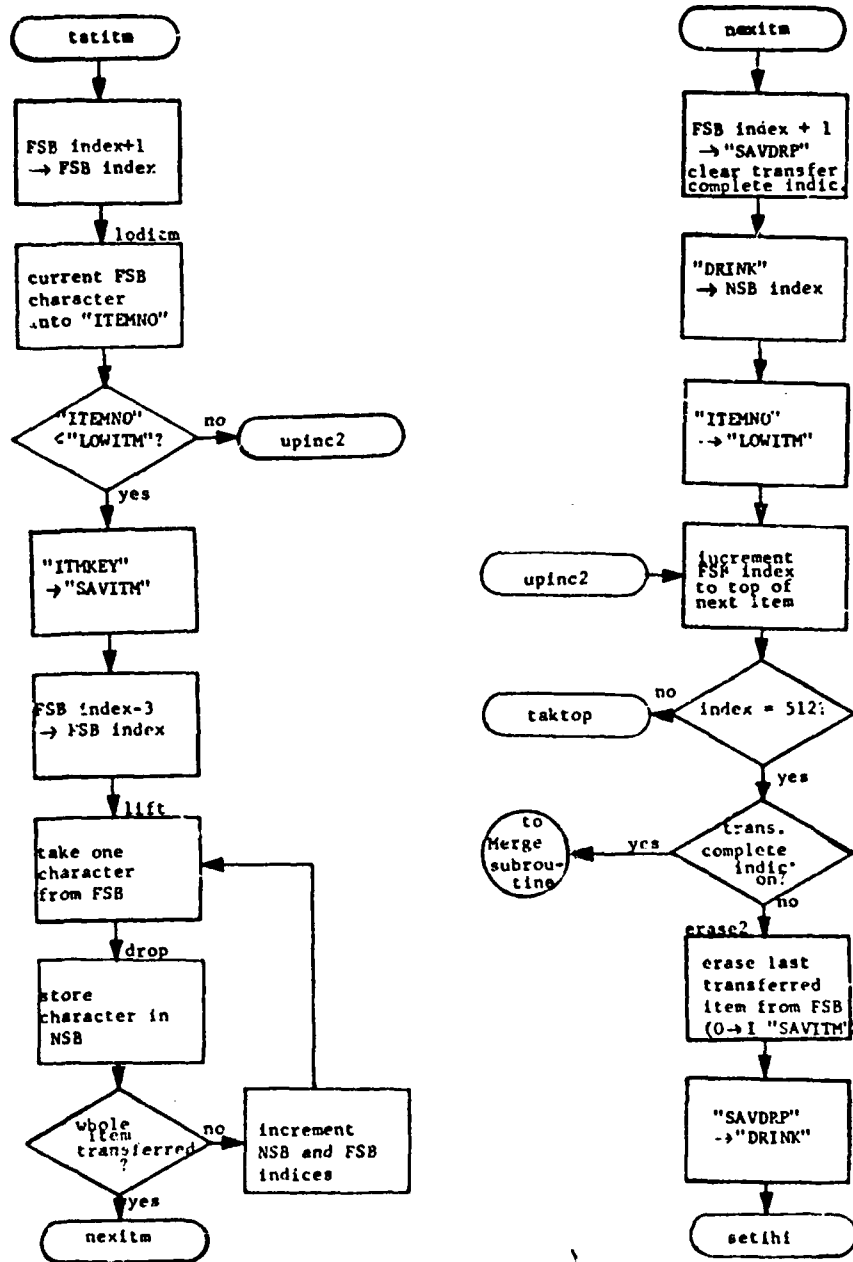 tstitm
FSB index+1
→ FSB index
loditm
current FSB
character
into "ITEMNO"
"ITEMNO"
<"LOWITM"?
no
upinc2
yes
"ITMKEY"
→"SAVITM"
FSB index-3
→ FSB index
lift
take one
character
from FSB
drop
store
character in
NSB
whole
item
transferred
?
no
increment
NSB and FSB
indices
yes
nexitm
nexitm
FSB index + 1
→ "SAVDRP"
clear transfer
complete indic.
"DRINK"
→ NSB index
"ITEMNO"
→"LOWITM"
upinc2
increment
FSB index
to top of
next item
index = 512?
no
taktop
yes
trans.
complete
indic.
on?
yes
to
Merge
subrou-
tine
no
erase2
erase last
transferred
item from FSB
(0→I "SAVITM"
"SAVDRP"
→"DRINK"
setihi